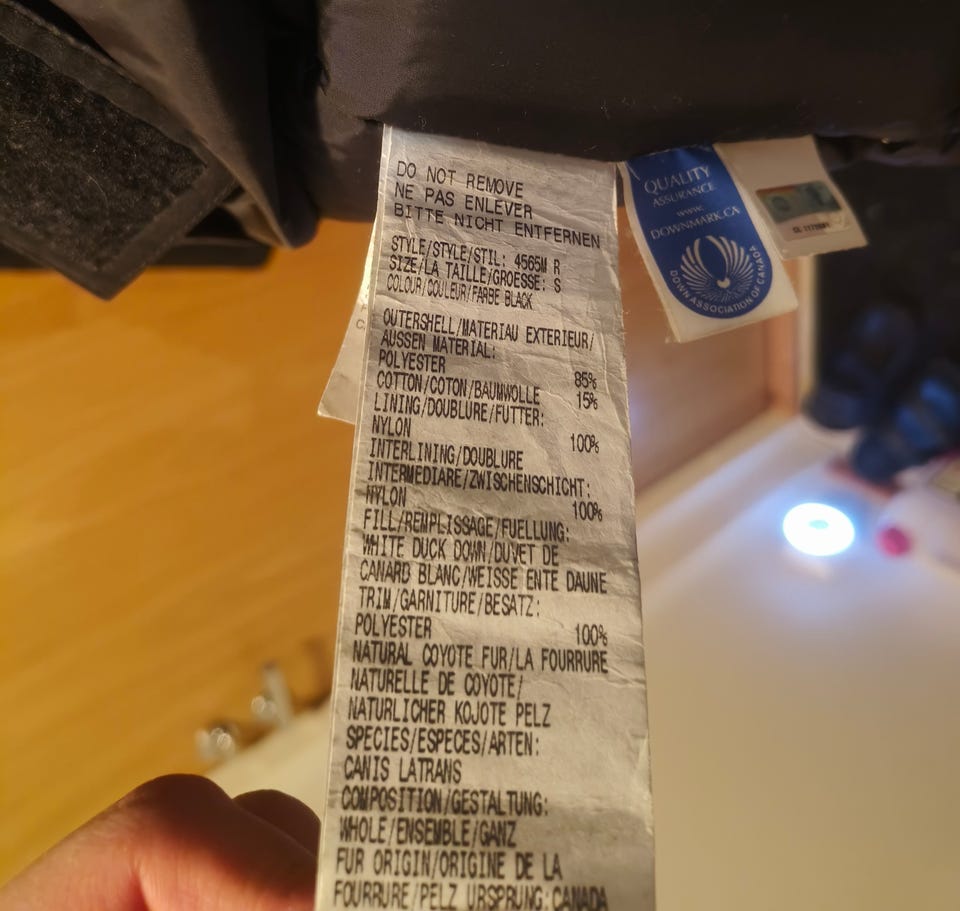 DO NOT REMOVE
NE PAS ENLEVER
BITTE NICHT ENTFERNEN
STYLE/STYLE/STIL: 4565M R
SIZE/LA TAILLE/GROESSE: S
COLOUR/COULEUR/FARBE BLACK
OUTERSHELL/MATERIAU EXTERIEUR/
AUSSEN MATERIAL:
POLYESTER 85%
COTTON/COTON/BAUMWOLLE 15%
LINING/DOUBLURE/FUTTER:
NYLON 100%
INTERLINING/DOUBLURE
INTERMEDIARE/ZWISCHENSCHICHT:
NYLON 100%
FILL/REMPLISSAGE/FUELLUNG:
WHITE DUCK DOWN/DUVET DE
CANARD BLANC/WEISSE ENTE DAUNE
TRIM/GARNITURE/BESATZ:
POLYESTER 100%
NATURAL COYOTE FUR/LA FOURRURE
NATURELLE DE COYOTE/
NATURLICHER KOJOTE PELZ
SPECIES/ESPECES/ARTEN:
CANIS LATRANS
COMPOSITION/GESTALTUNG:
WHOLE/ENSEMBLE/GANZ
FUR ORIGIN/ORIGINE DE LA
FOURRURE/PELZ URSPRUNG:CANADA
QUALITY
ASSURANCE
www.
DOWNMARK.CA
DOWN ASSOCIATION OF CANADA